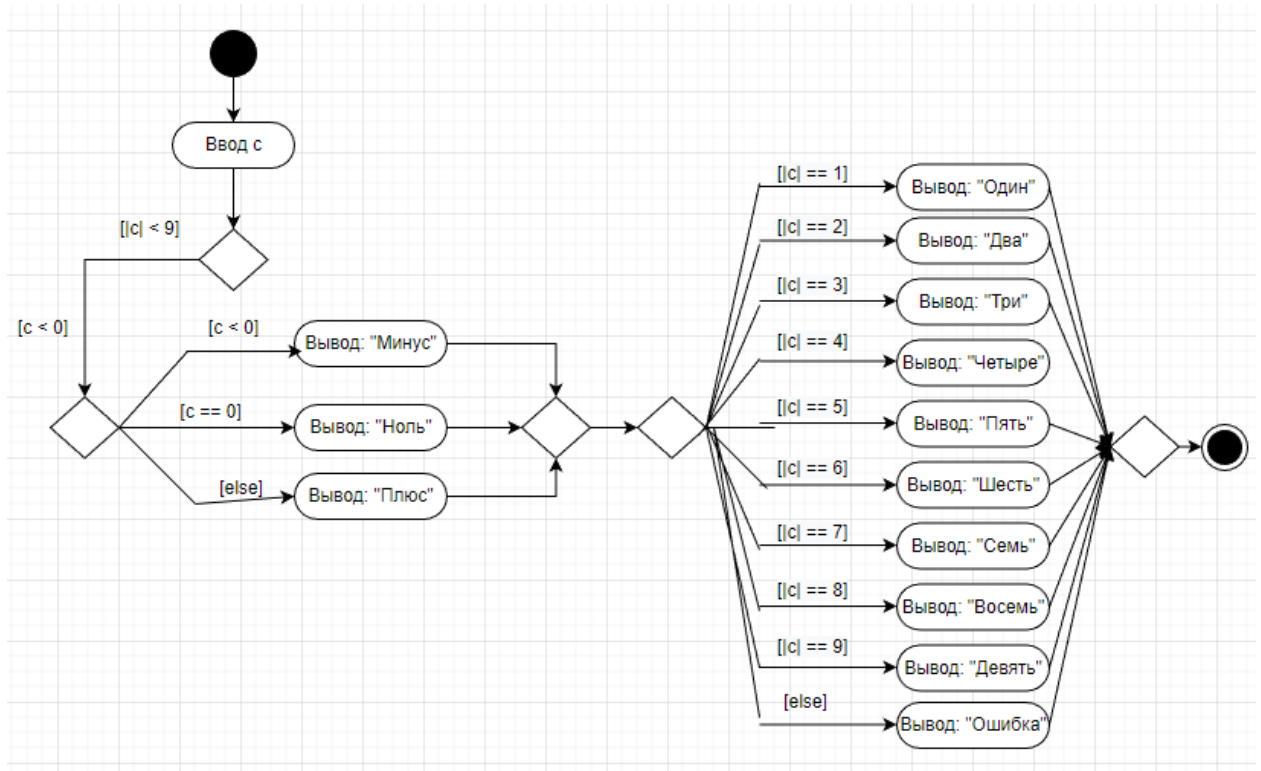 Ввод c
[|c| < 9]
[c < 0]
[c < 0]
Вывод: "Минус"
[c == 0]
Вывод: "Ноль"
[else]
Вывод: "Плюс"
[|c| == 1]
Вывод: "Один"
[|c| == 2]
Вывод: "Два"
[|c| == 3]
Вывод: "Три"
[|c| == 4]
Вывод: "Четыре"
[|c| == 5]
Вывод: "Пять"
[|c| == 6]
Вывод: "Шесть"
[|c| == 7]
Вывод: "Семь"
[|c| == 8]
Вывод: "Восемь"
[|c| == 9]
Вывод: "Девять"
[else]
Вывод: "Ошибка"